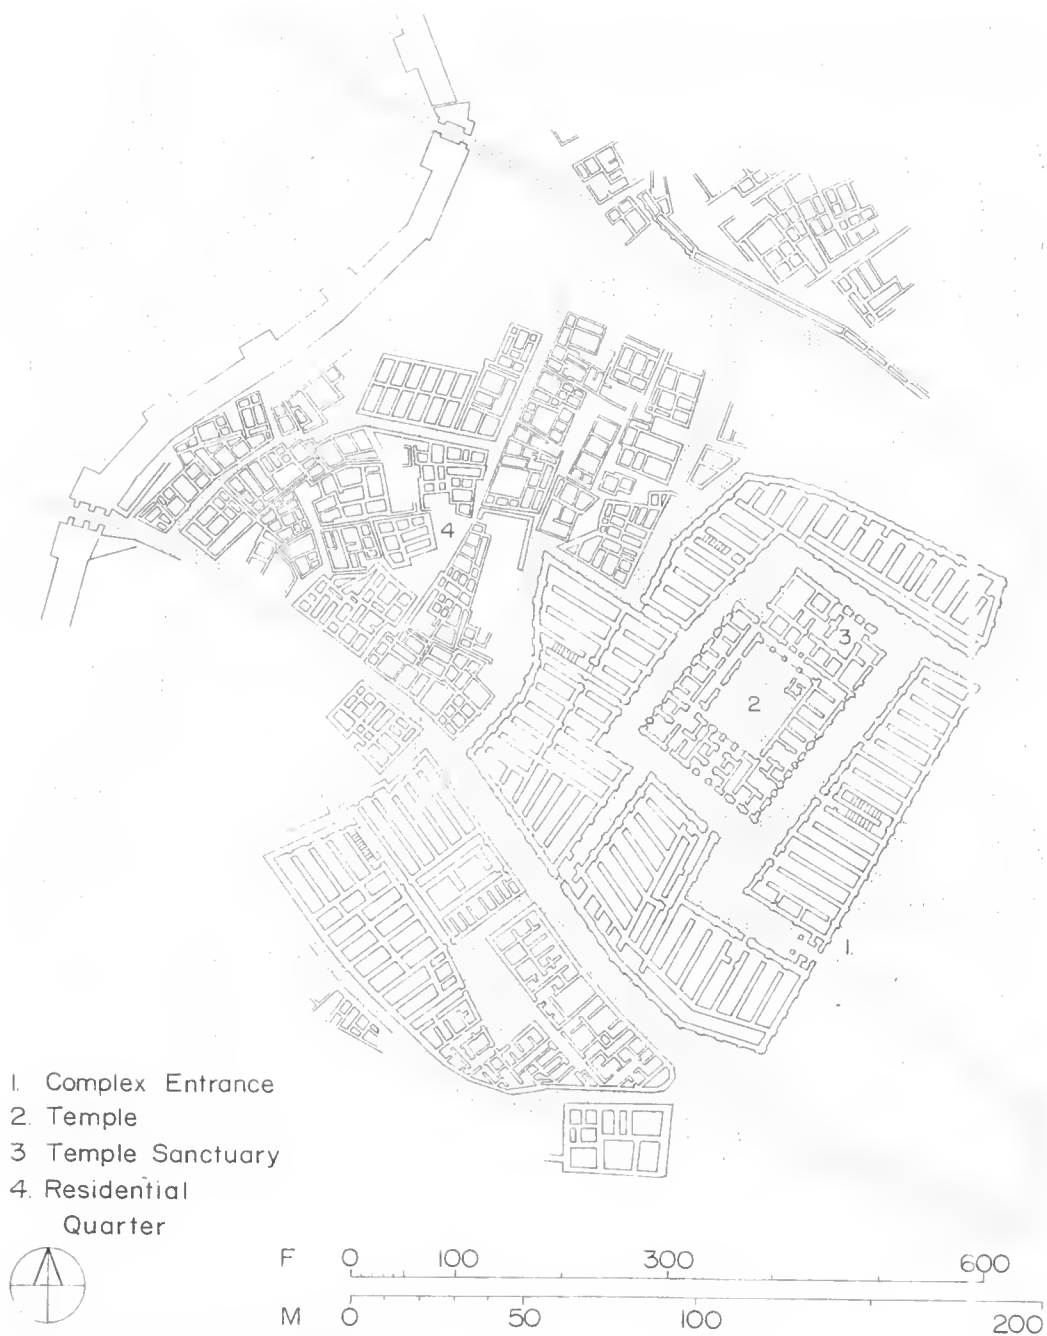 4
3
2
15
1.
1. Complex Entrance
2. Temple
3 Temple Sanctuary
4. Residential
Quarter
F 0 100 300 600
M 0 50 100 200